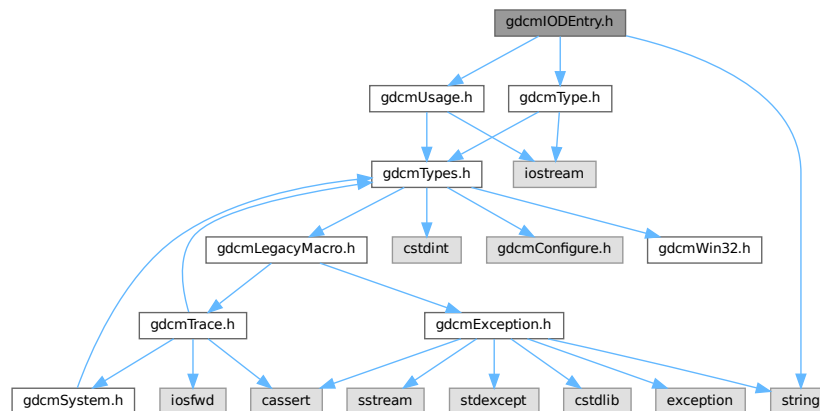 gdcmIODEntry.h
gdcmUsage.h
gdcmType.h
gdcmTypes.h
iostream
gdcmLegacyMacro.h
cstdint
gdcmConfigure.h
gdcmWin32.h
gdcmTrace.h
gdcmException.h
gdcmSystem.h
iosfwd
cassert
sstream
stdexcept
cstdlib
exception
string